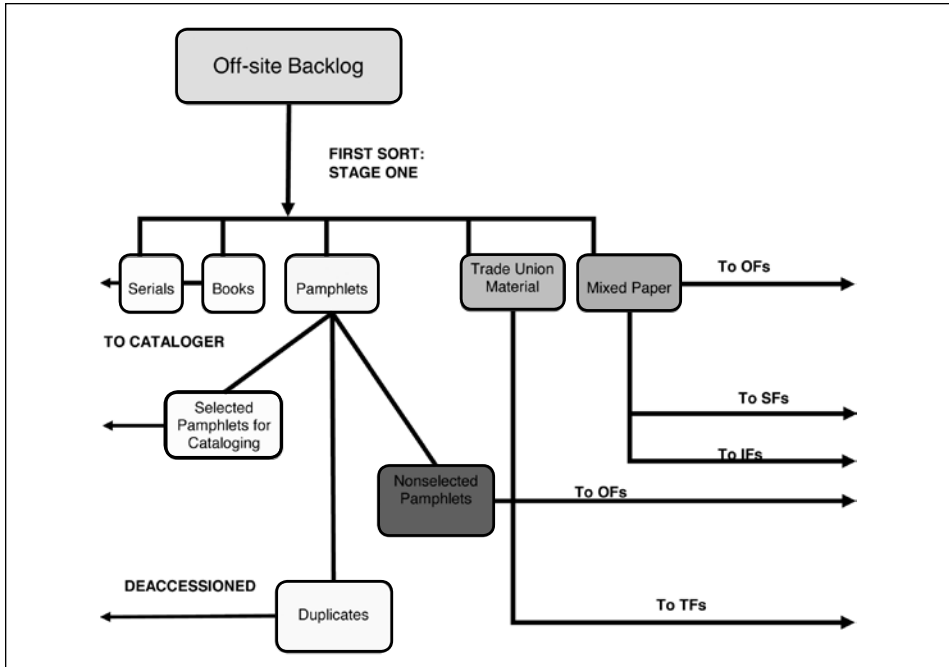 Off-site Backlog
FIRST SORT:
STAGE ONE
Serials
Books
Pamphlets
Trade Union
Material
Mixed Paper
To OFs
TO CATALOGER
Selected
Pamphlets for
Cataloging
To SFs
To IFs
Nonselected
Pamphlets
To OFs
DEACCESSIONED
Duplicates
To TFs